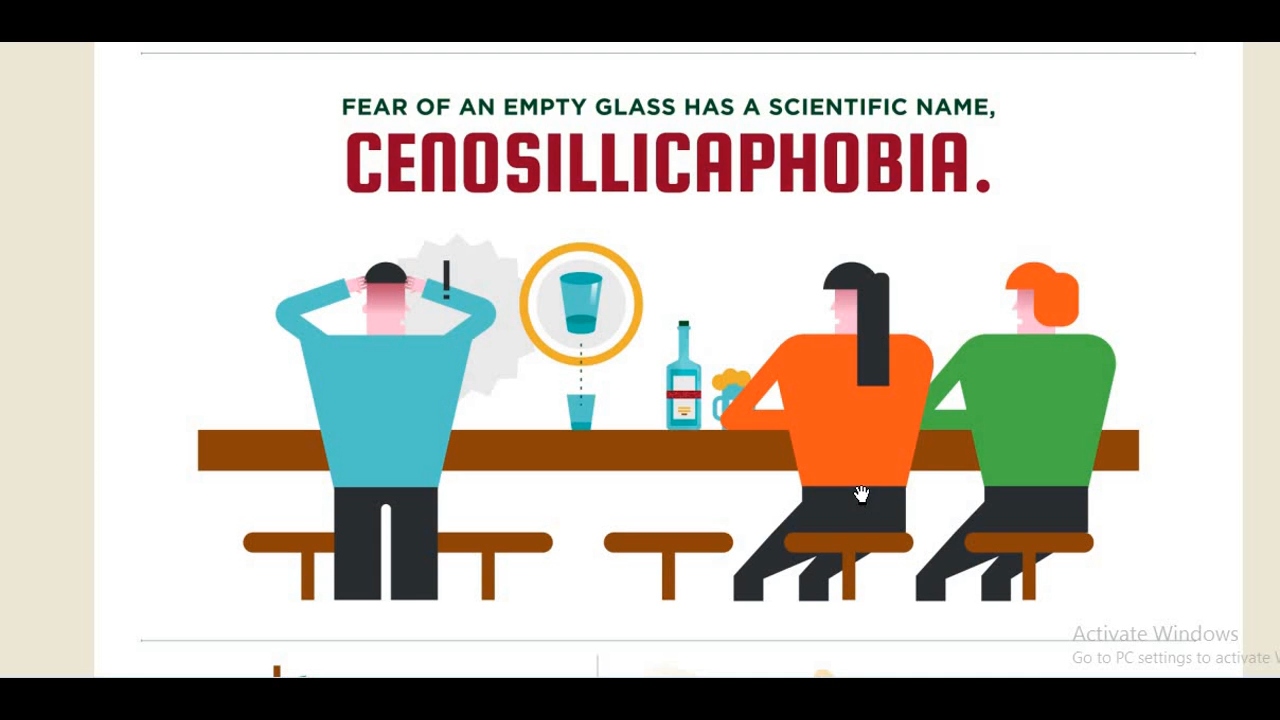 FEAR OF AN EMPTY GLASS HAS A SCIENTIFIC NAME,
CENOSILLICAPHOBIA.
!
Activate Windows
Go to PC settings to activate